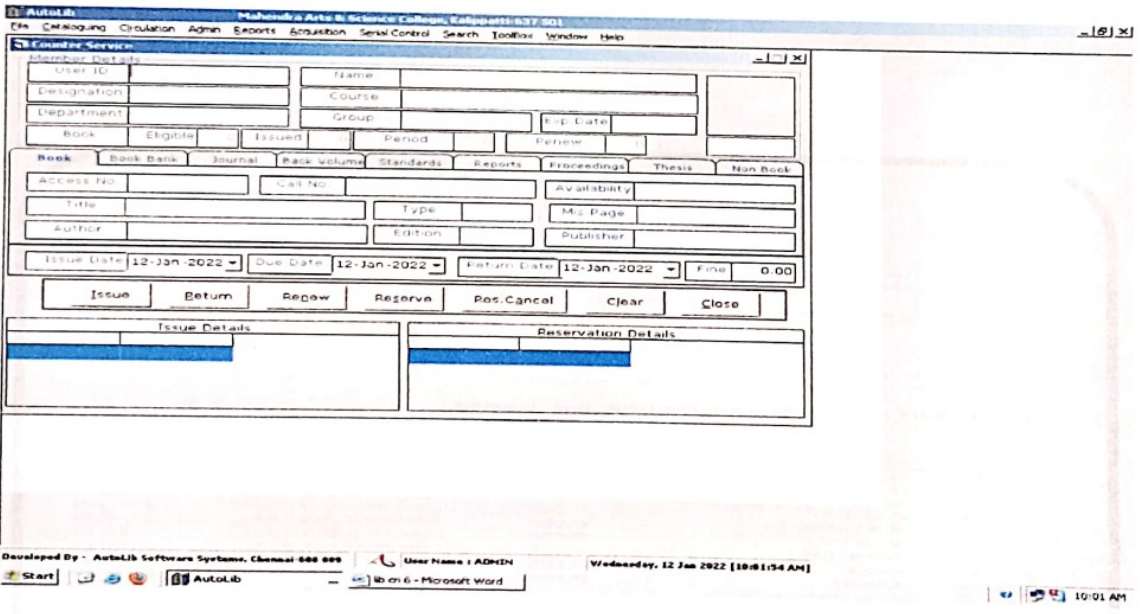 AutoLib Mahendra Arts & Science College, Kalippatti-637 501
File Cataloguing Circulation Admin Reports Acquisition Serial Control Search Toolbox Window Help
Counter Service
Member Details
User ID Name
Designation Course
Department Group Exp Date
Book Eligible 0 Issued 0 Period Renew 0
Book Book Bank Journal Back Volume Standards Reports Proceedings Thesis Non Book
Access No. Call No. Availability
Title Type Mis Page
Author Edition Publisher
Issue Date 12-Jan-2022 Due Date 12-Jan-2022 Return Date 12-Jan-2022 Fine 0.00
Issue Return Renew Reserve Res.Cancel Clear Close
Issue Details Reservation Details
Developed By - AutoLib Software Systems, Chennai 600 009 User Name : ADMIN Wednesday, 12 Jan 2022 [10:01:54 AM]
Start AutoLib lib cri 6 - Microsoft Word 10:01 AM